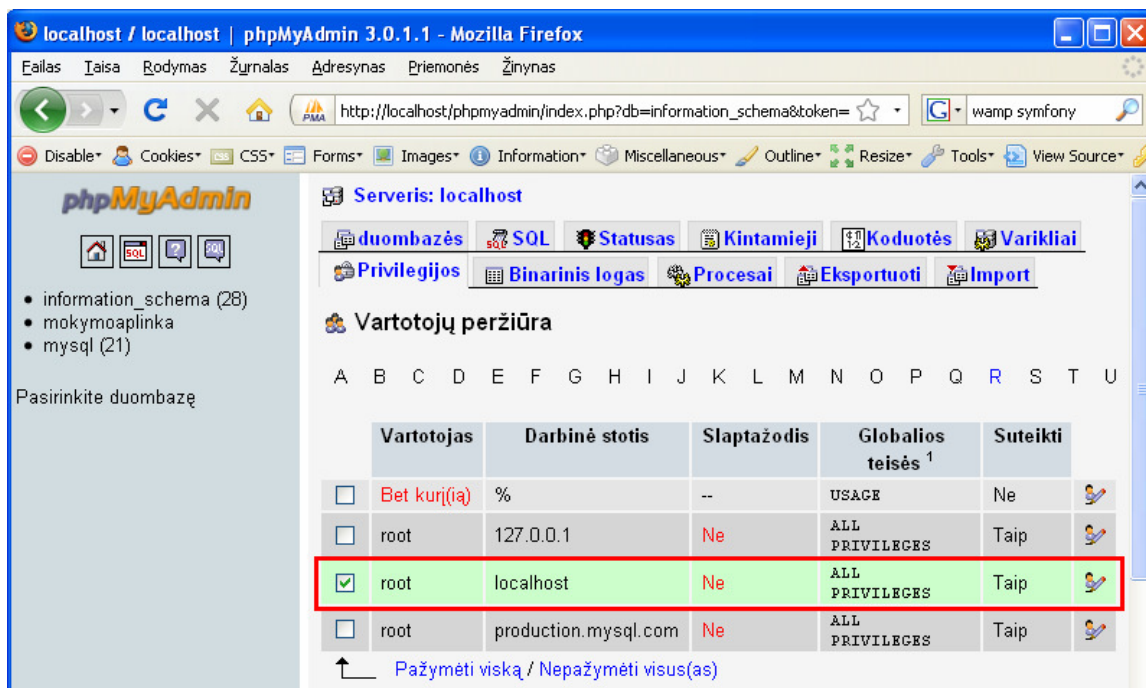 localhost / localhost | phpMyAdmin 3.0.1.1 - Mozilla Firefox
Failas Taisa Rodymas Žurnalas Adresynas Priemonės Žinynas
PMA http://localhost/phpmyadmin/index.php?db=information_schema&token= G wamp symfony
Disable Cookies CSS Forms Images Information Miscellaneous Outline Resize Tools View Source
phpMyAdmin
SQL ? SQL
information_schema (28)
mokymoaplinka
mysql (21)
Pasirinkite duombazę
Serveris: localhost
duombazės SQL Statusas Kintamieji Koduotės Varikliai
Privilegijos Binarinis logas Procesai Eksportuoti Import
Vartotojų peržiūra
A B C D E F G H I J K L M N O P Q R S T U
Vartotojas Darbinė stotis Slaptažodis Globalios teisės 1 Suteikti
Bet kurį(ią) % -- USAGE Ne
root 127.0.0.1 Ne ALL PRIVILEGES Taip
root localhost Ne ALL PRIVILEGES Taip
root production.mysql.com Ne ALL PRIVILEGES Taip
Pažymėti viską / Nepažymėti visus(as)